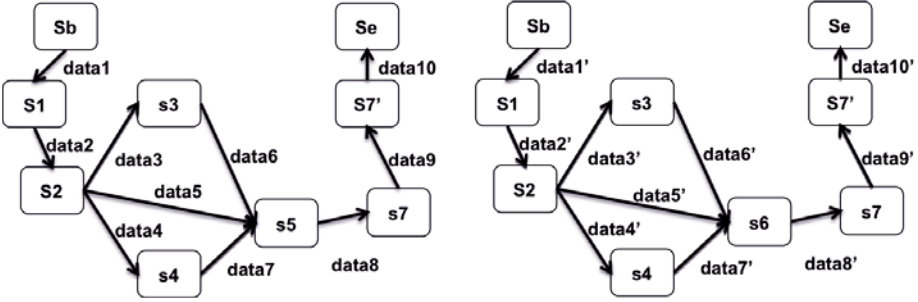 Sb
Se
data1
data10
S1
S7'
data2
s3
data3
data6
data9
S2
data5
data4
s5
s7
s4
data7
data8
Sb
Se
data1'
data10'
S1
S7'
data2'
s3
data3'
data6'
data9'
S2
data5'
data4'
s6
s7
s4
data7'
data8'